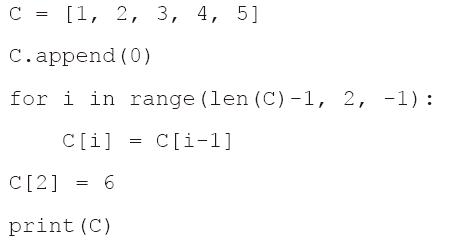 C = [1, 2, 3, 4, 5]
C.append(0)
for i in range(len(C)-1, 2, -1):
    C[i] = C[i-1]
C[2] = 6
print(C)